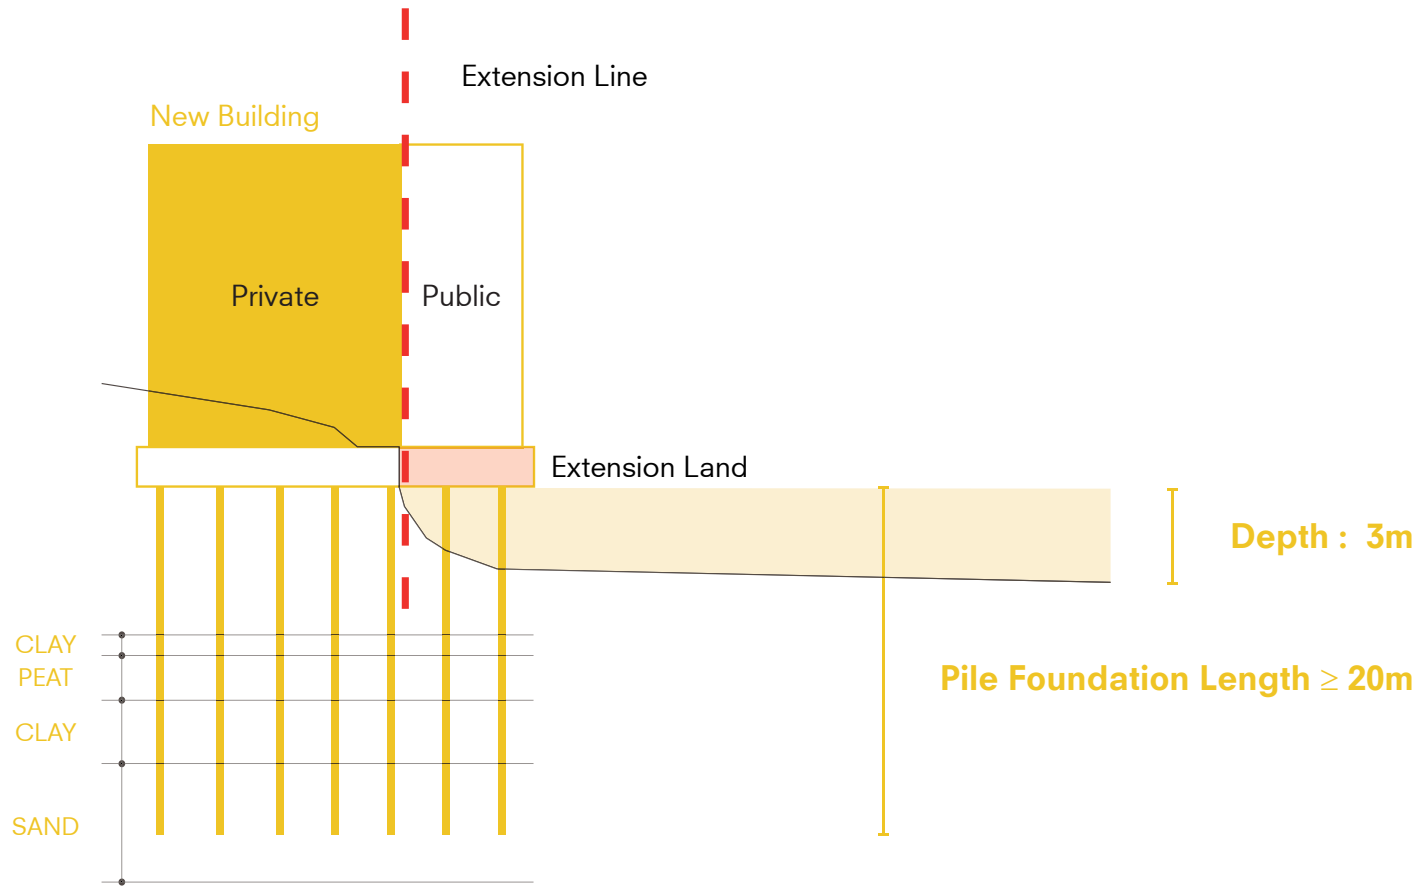 Extension Line
New Building
Private
Public
Extension Land
Depth : 3m
CLAY
PEAT
Pile Foundation Length ≥ 20m
CLAY
SAND